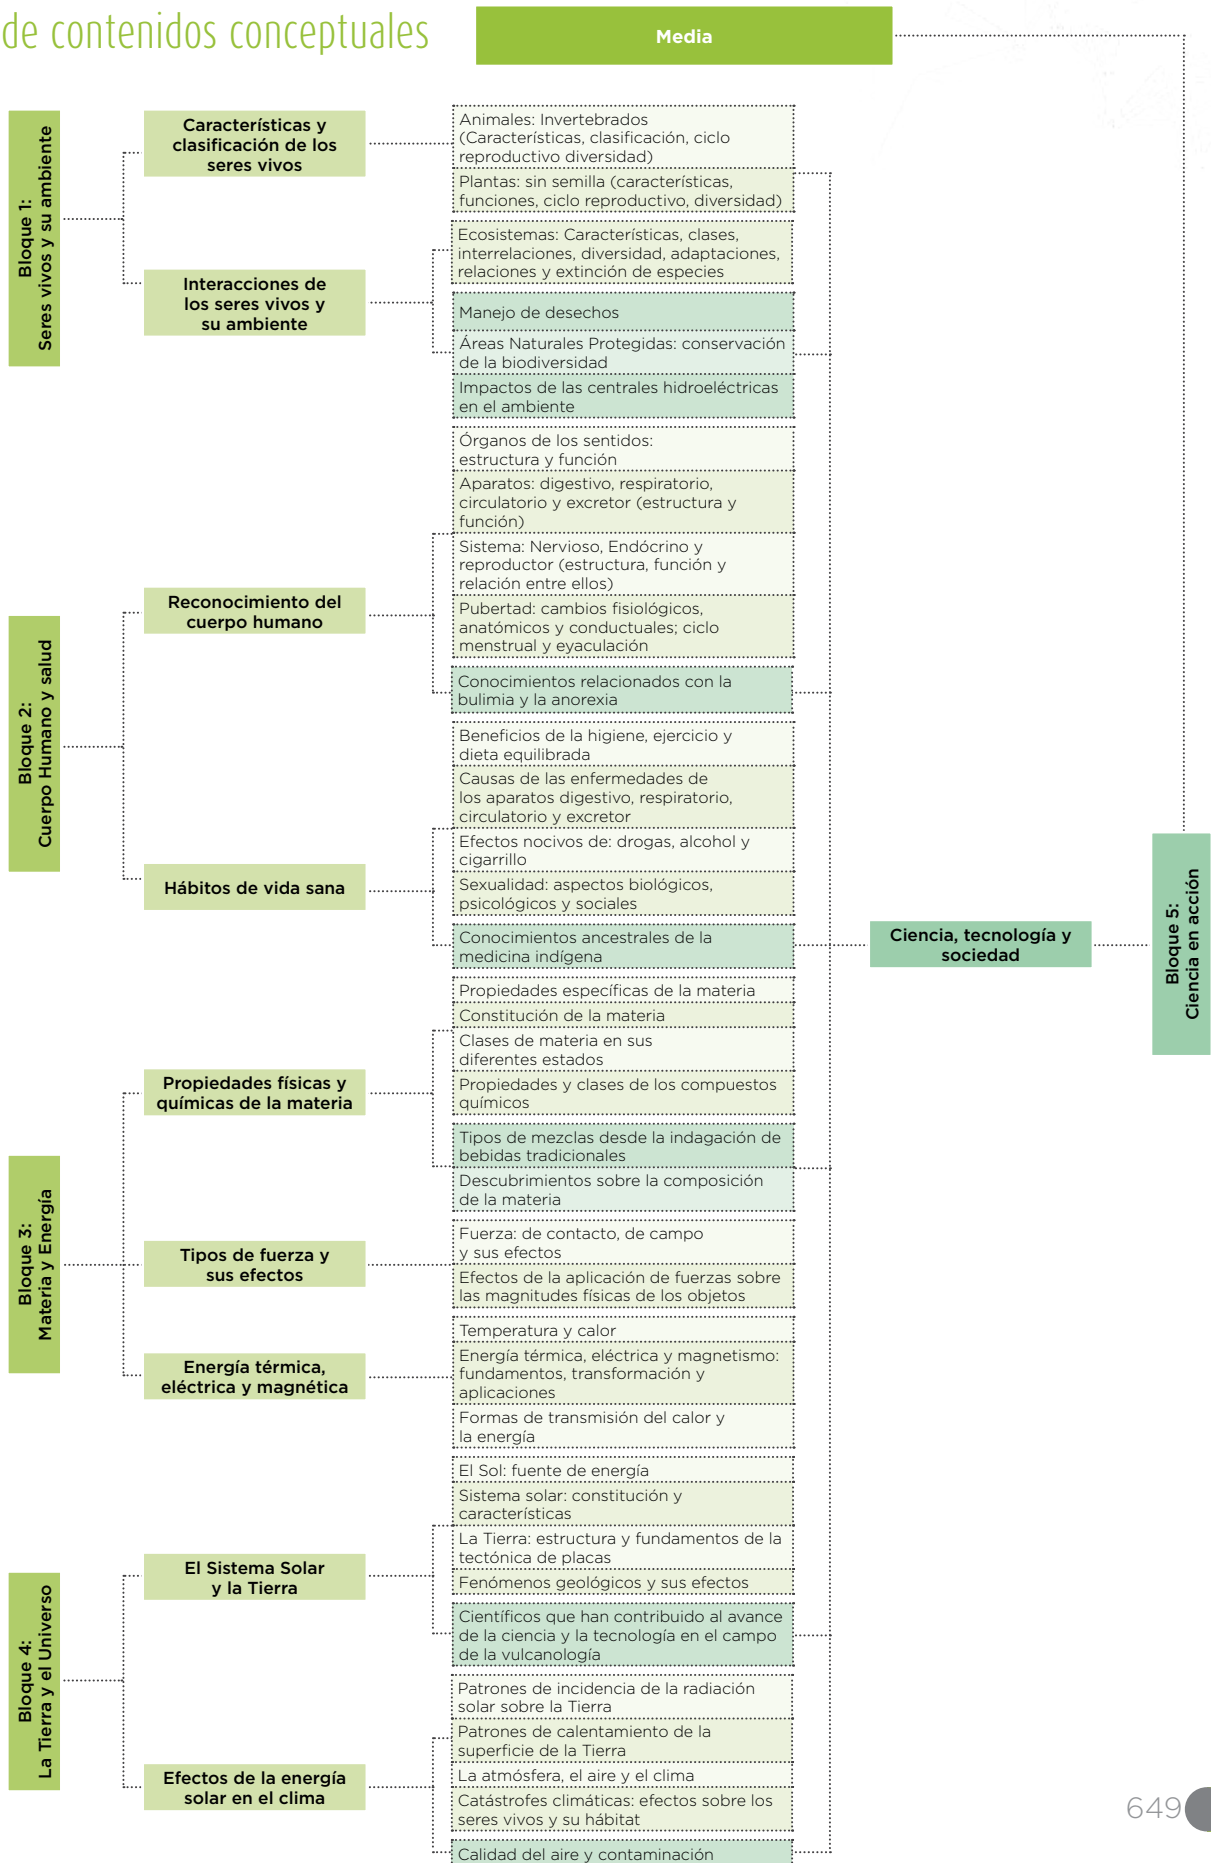 de contenidos conceptuales
Media
Bloque 1:
Seres vivos y su ambiente
Características y
clasificación de los
seres vivos
Animales: Invertebrados
(Características, clasificación, ciclo
reproductivo diversidad)
Plantas: sin semilla (características,
funciones, ciclo reproductivo, diversidad)
Interacciones de
los seres vivos y
su ambiente
Ecosistemas: Características, clases,
interrelaciones, diversidad, adaptaciones,
relaciones y extinción de especies
Manejo de desechos
Áreas Naturales Protegidas: conservación
de la biodiversidad
Impactos de las centrales hidroeléctricas
en el ambiente
Bloque 2:
Cuerpo Humano y salud
Reconocimiento del
cuerpo humano
Órganos de los sentidos:
estructura y función
Aparatos: digestivo, respiratorio,
circulatorio y excretor (estructura y
función)
Sistema: Nervioso, Endócrino y
reproductor (estructura, función y
relación entre ellos)
Pubertad: cambios fisiológicos,
anatómicos y conductuales; ciclo
menstrual y eyaculación
Conocimientos relacionados con la
bulimia y la anorexia
Hábitos de vida sana
Beneficios de la higiene, ejercicio y
dieta equilibrada
Causas de las enfermedades de
los aparatos digestivo, respiratorio,
circulatorio y excretor
Efectos nocivos de: drogas, alcohol y
cigarrillo
Sexualidad: aspectos biológicos,
psicológicos y sociales
Conocimientos ancestrales de la
medicina indígena
Ciencia, tecnología y
sociedad
Bloque 5:
Ciencia en acción
Bloque 3:
Materia y Energía
Propiedades físicas y
químicas de la materia
Propiedades específicas de la materia
Constitución de la materia
Clases de materia en sus
diferentes estados
Propiedades y clases de los compuestos
químicos
Tipos de mezclas desde la indagación de
bebidas tradicionales
Descubrimientos sobre la composición
de la materia
Tipos de fuerza y
sus efectos
Fuerza: de contacto, de campo
y sus efectos
Efectos de la aplicación de fuerzas sobre
las magnitudes físicas de los objetos
Energía térmica,
eléctrica y magnética
Temperatura y calor
Energía térmica, eléctrica y magnetismo:
fundamentos, transformación y
aplicaciones
Formas de transmisión del calor y
la energía
Bloque 4:
La Tierra y el Universo
El Sistema Solar
y la Tierra
El Sol: fuente de energía
Sistema solar: constitución y
características
La Tierra: estructura y fundamentos de la
tectónica de placas
Fenómenos geológicos y sus efectos
Científicos que han contribuido al avance
de la ciencia y la tecnología en el campo
de la vulcanología
Efectos de la energía
solar en el clima
Patrones de incidencia de la radiación
solar sobre la Tierra
Patrones de calentamiento de la
superficie de la Tierra
La atmósfera, el aire y el clima
Catástrofes climáticas: efectos sobre los
seres vivos y su hábitat
Calidad del aire y contaminación
649